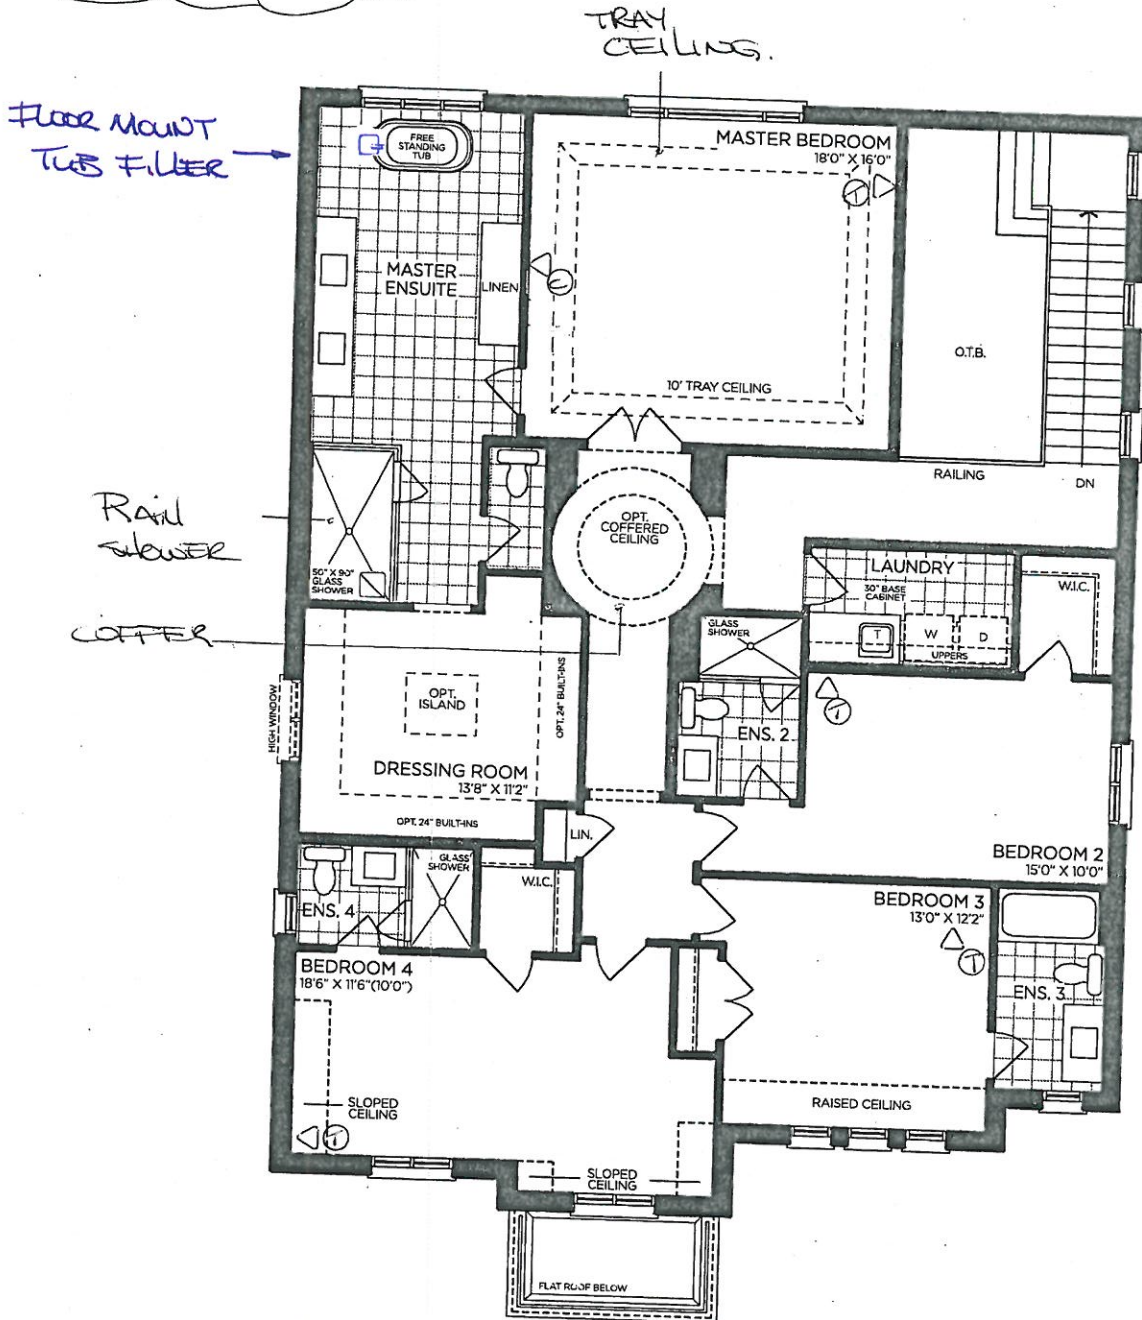 TRAY
CEILING.
FLOOR MOUNT
TUB FILLER
FREE
STANDING
TUB
MASTER BEDROOM
18'0" X 16'0"
T
MASTER
ENSUITE
LINEN
C
O.T.B.
10' TRAY CEILING
RAILING
DN
RAIN
SHOWER
OPT.
COFFERED
CEILING
50" X 90"
GLASS
SHOWER
LAUNDRY
30" BASE
CABINET
W.I.C.
T
W
D
UPPERS
COFFER
GLASS
SHOWER
HIGH WINDOW
OPT.
ISLAND
OPT. 24" BUILT-INS
ENS. 2
T
DRESSING ROOM
13'8" X 11'2"
OPT. 24" BUILT-INS
LIN.
BEDROOM 2
15'0" X 10'0"
GLASS
SHOWER
W.I.C.
ENS. 4
BEDROOM 3
13'0" X 12'2"
T
BEDROOM 4
18'6" X 11'6"(10'0")
ENS. 3
SLOPED
CEILING
T
RAISED CEILING
SLOPED
CEILING
FLAT ROOF BELOW